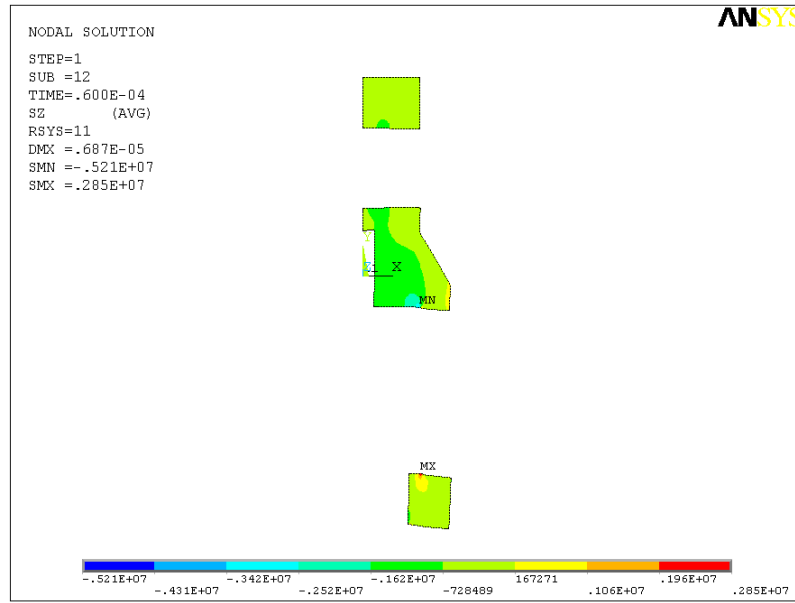 ANSYS
NODAL SOLUTION
STEP=1
SUB =12
TIME=.600E-04
SZ (AVG)
RSYS=11
DMX =.687E-05
SMN =-.521E+07
SMX =.285E+07
Y
Z X
MN
MX
-.521E+07 -.342E+07 -.162E+07 167271 .196E+07
-.431E+07 -.252E+07 -728489 .106E+07 .285E+07